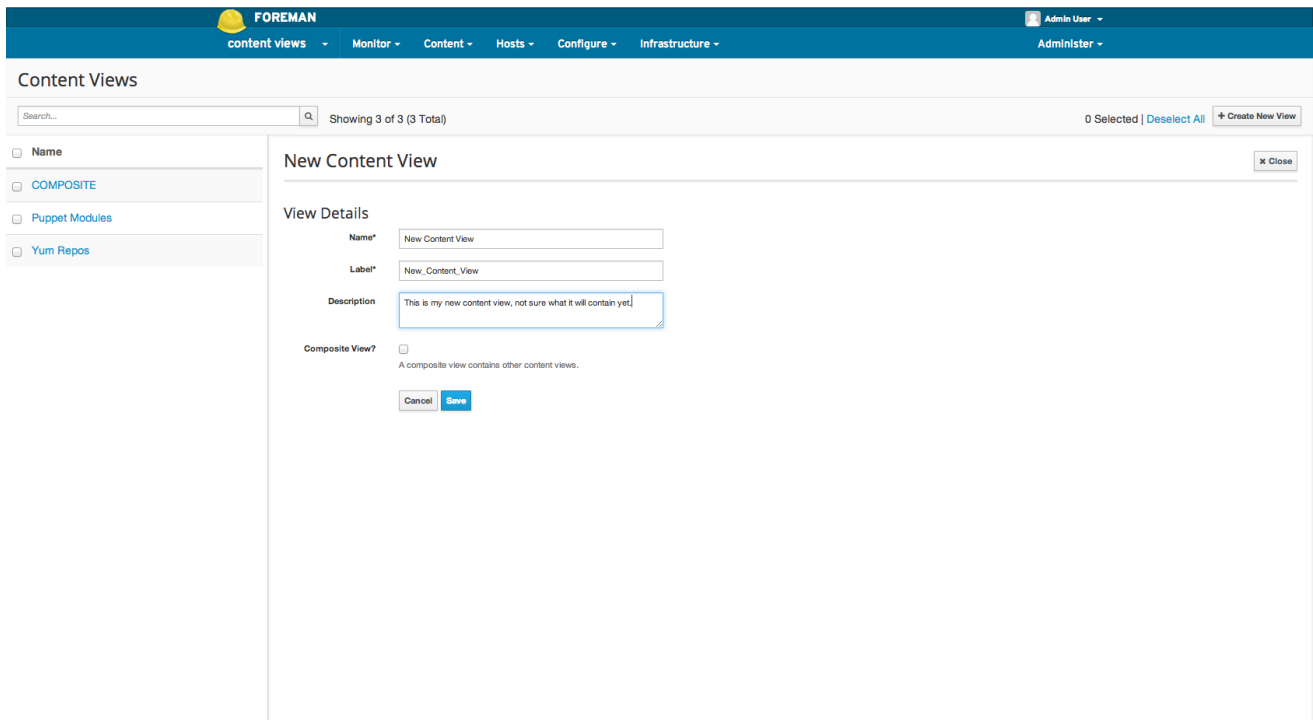 FOREMAN
Admin User
content views Monitor Content Hosts Configure Infrastructure Administer
Content Views
Search...
Showing 3 of 3 (3 Total)
0 Selected | Deselect All + Create New View
Name
COMPOSITE
Puppet Modules
Yum Repos
New Content View
× Close
View Details
Name* New Content View
Label* New_Content_View
Description This is my new content view, not sure what it will contain yet.
Composite View?
A composite view contains other content views.
Cancel Save